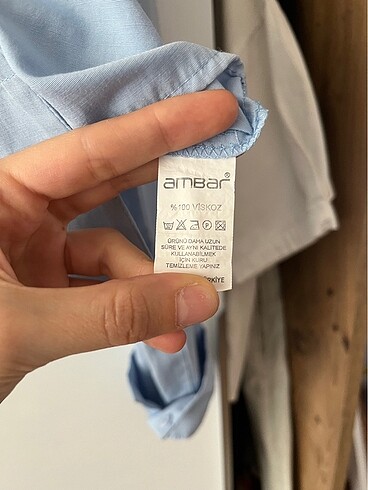 ambar®
%100 VİSKOZ
ÜRÜNÜ DAHA UZUN
SÜRE VE AYNI KALİTEDE
KULLANABİLMEK
İÇİN KURU
TEMİZLEME YAPINIZ